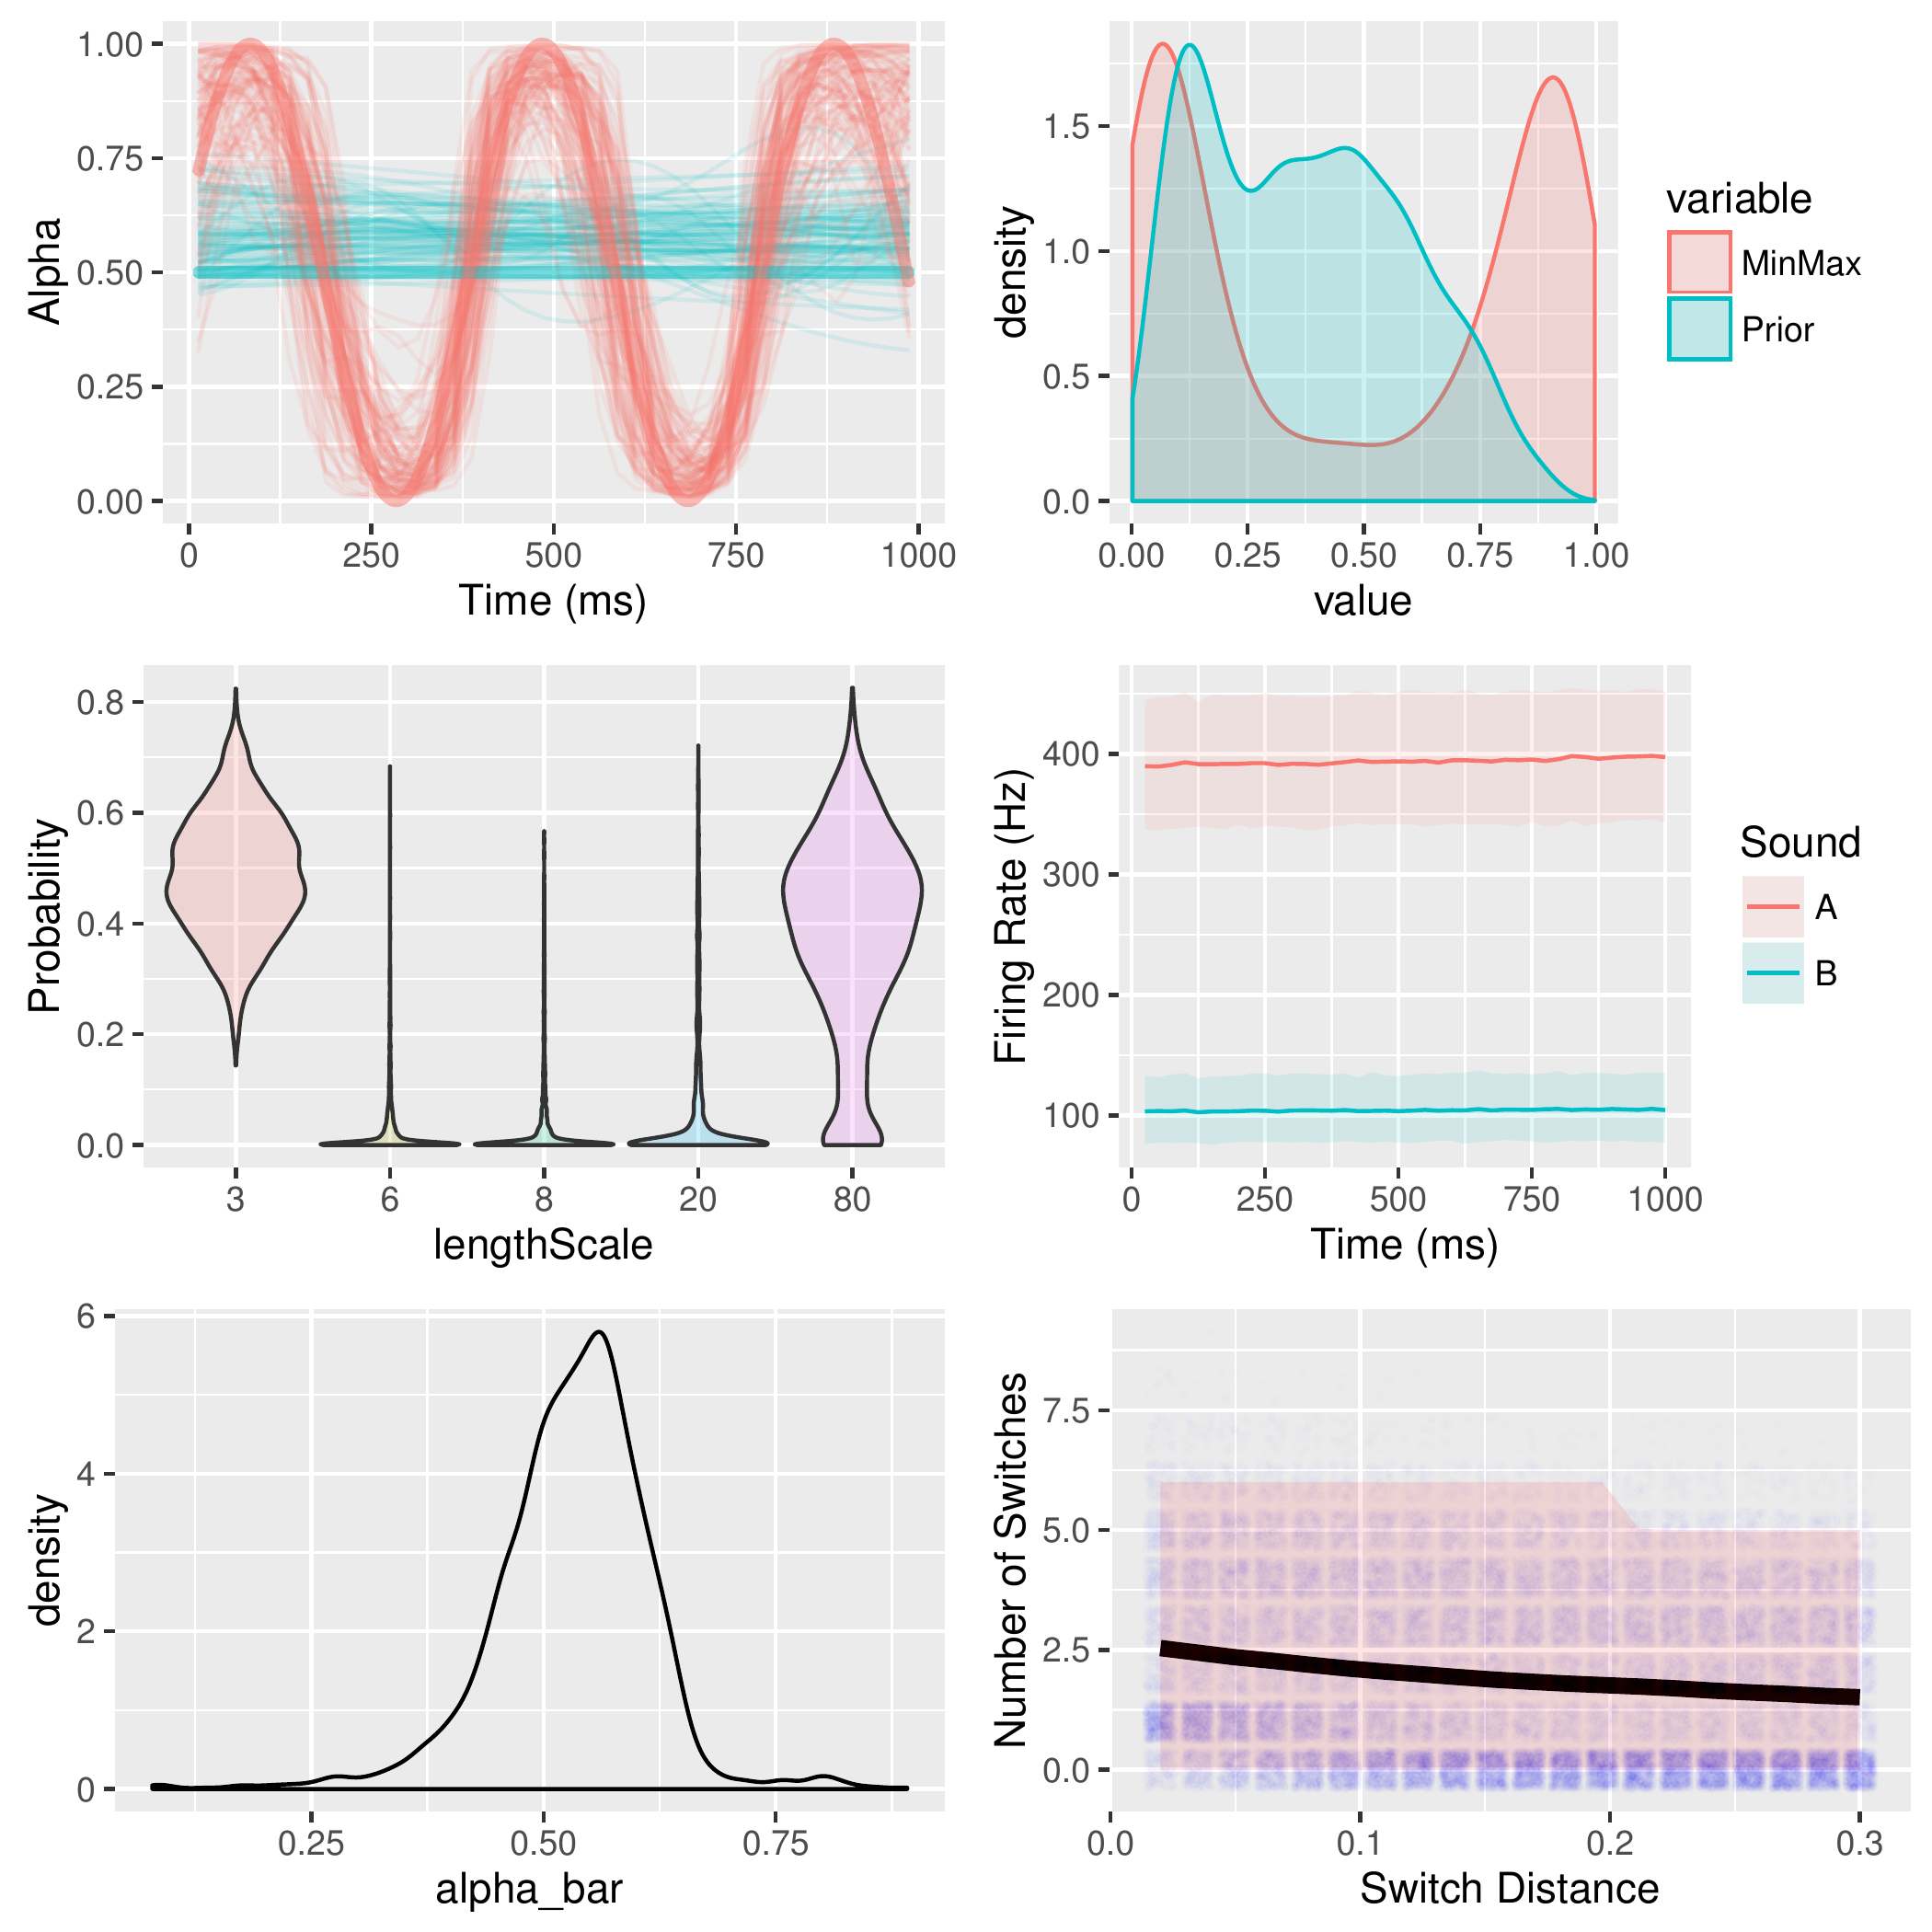 Alpha
1.00
0.75
0.50
0.25
0.00
0 250 500 750 1000
Time (ms)
density
1.5
1.0
0.5
0.0
0.00 0.25 0.50 0.75 1.00
value
variable
MinMax
Prior
Probability
0.8
0.6
0.4
0.2
0.0
3 6 8 20 80
lengthScale
Firing Rate (Hz)
400
300
200
100
0 250 500 750 1000
Time (ms)
Sound
A
B
density
6
4
2
0
0.25 0.50 0.75
alpha_bar
Number of Switches
7.5
5.0
2.5
0.0
0.0 0.1 0.2 0.3
Switch Distance